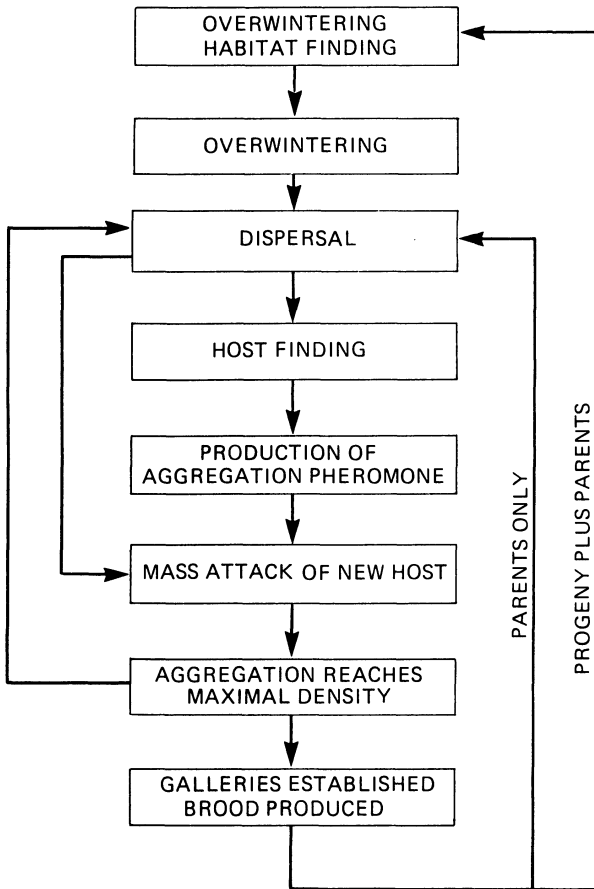 OVERWINTERING
HABITAT FINDING
OVERWINTERING
DISPERSAL
HOST FINDING
PRODUCTION OF
AGGREGATION PHEROMONE
MASS ATTACK OF NEW HOST
AGGREGATION REACHES
MAXIMAL DENSITY
GALLERIES ESTABLISHED
BROOD PRODUCED
PARENTS ONLY
PROGENY PLUS PARENTS